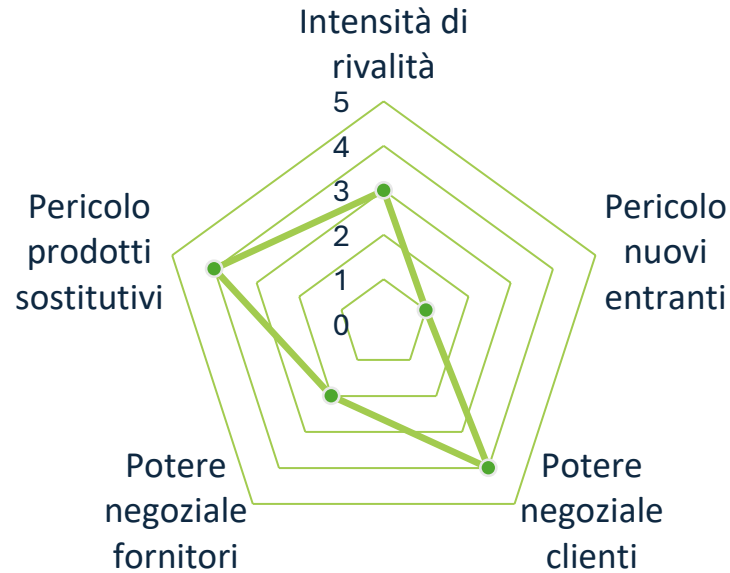 Intensità di
rivalità
5
4
3
2
1
0
Pericolo
prodotti
sostitutivi
Pericolo
nuovi
entranti
Potere
negoziale
fornitori
Potere
negoziale
clienti